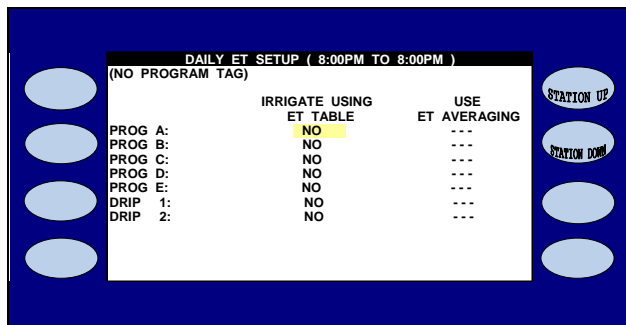 DAILY ET SETUP ( 8:00PM TO 8:00PM )
(NO PROGRAM TAG)
STATION UP
IRRIGATE USING USE
ET TABLE ET AVERAGING
PROG A: NO ---
STATION DOWN
PROG B: NO ---
PROG C: NO ---
PROG D: NO ---
PROG E: NO ---
DRIP 1: NO ---
DRIP 2: NO ---